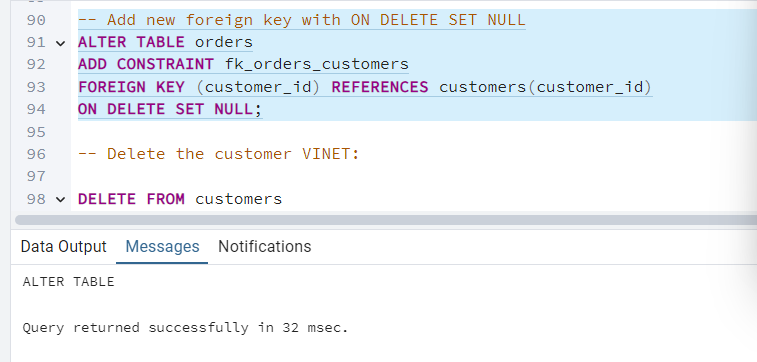 90 -- Add new foreign key with ON DELETE SET NULL
91 ALTER TABLE orders
92 ADD CONSTRAINT fk_orders_customers
93 FOREIGN KEY (customer_id) REFERENCES customers(customer_id)
94 ON DELETE SET NULL;
95
96 -- Delete the customer VINET:
97
98 DELETE FROM customers
Data Output Messages Notifications
ALTER TABLE
Query returned successfully in 32 msec.